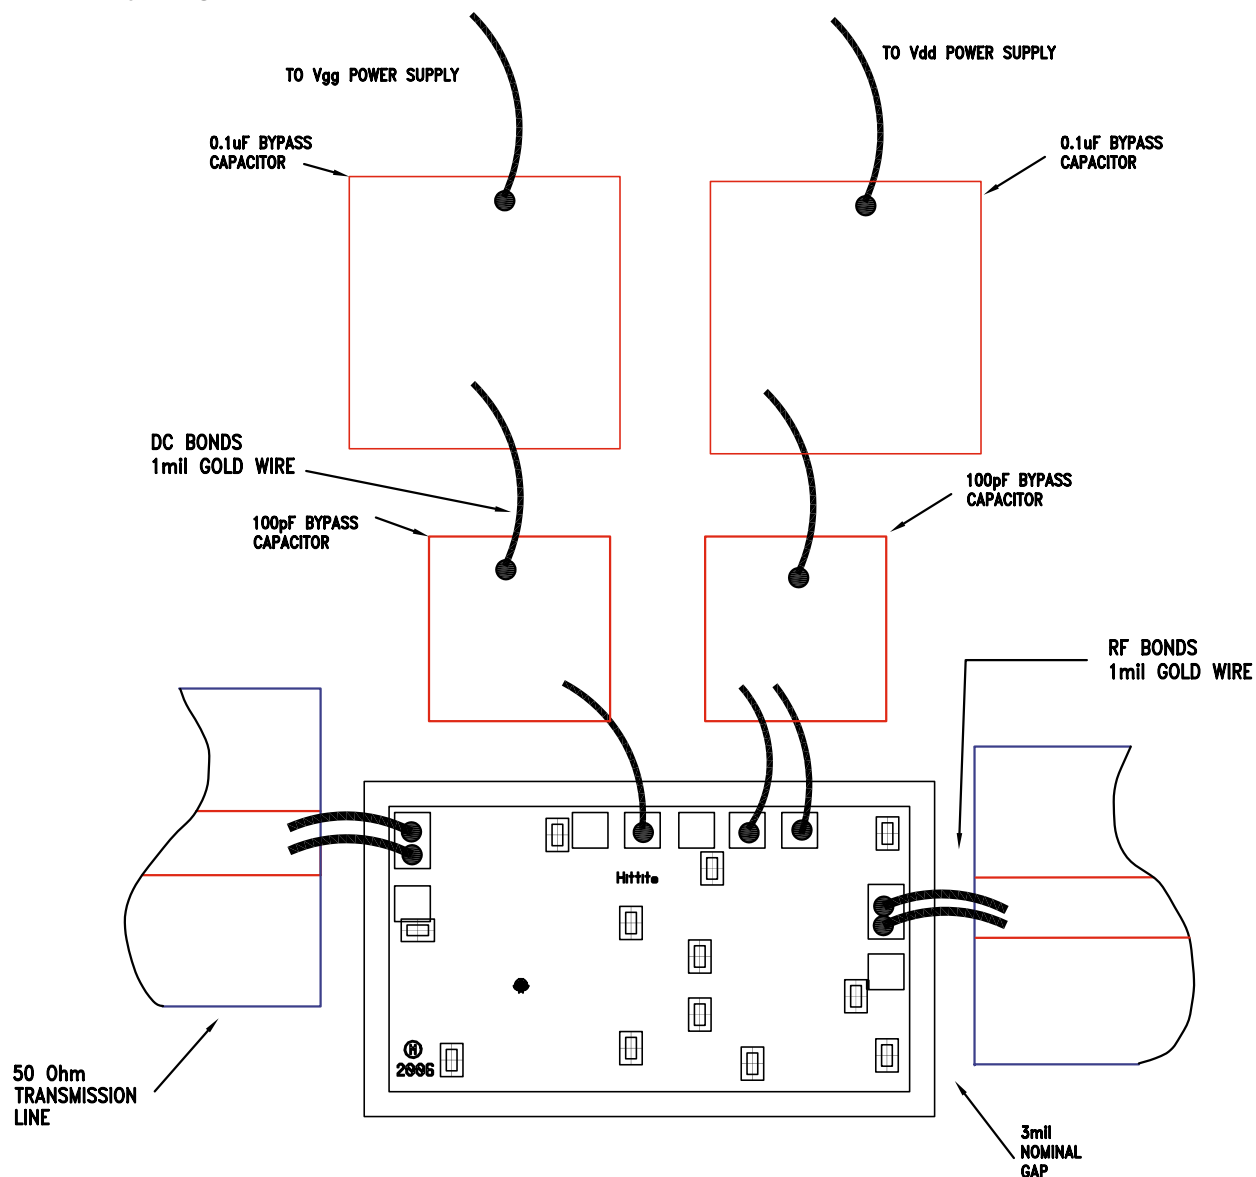 TO Vgg POWER SUPPLY
TO Vdd POWER SUPPLY
0.1uF BYPASS
CAPACITOR
0.1uF BYPASS
CAPACITOR
DC BONDS
1mil GOLD WIRE
100pF BYPASS
CAPACITOR
100pF BYPASS
CAPACITOR
RF BONDS
1mil GOLD WIRE
Hittite
H
2006
50 Ohm
TRANSMISSION
LINE
3mil
NOMINAL
GAP